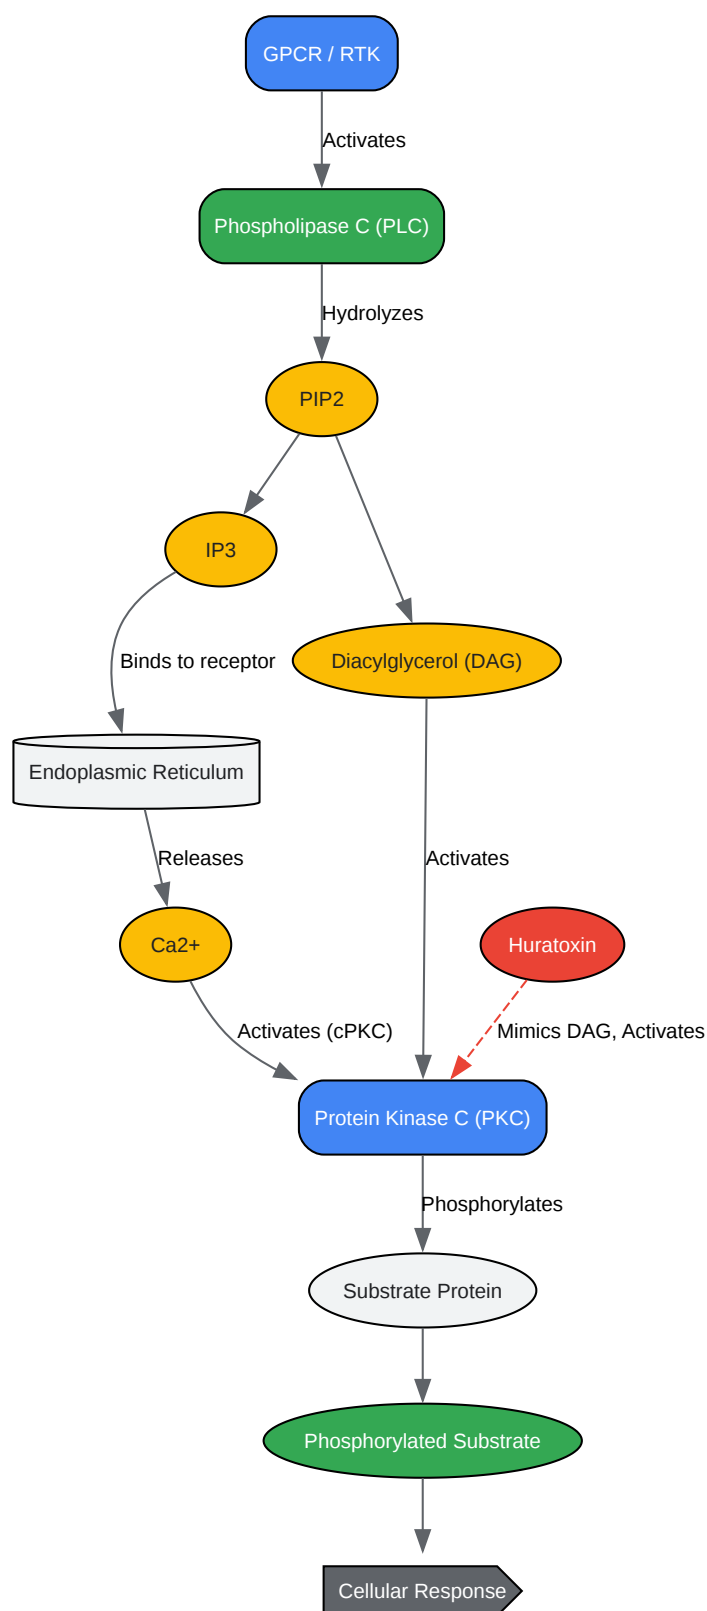 GPCR / RTK
Activates
Phospholipase C (PLC)
Hydrolyzes
PIP2
IP3
Binds to receptor
Diacylglycerol (DAG)
Endoplasmic Reticulum
Releases
Activates
Ca2+
Huratoxin
Activates (cPKC)
Mimics DAG, Activates
Protein Kinase C (PKC)
Phosphorylates
Substrate Protein
Phosphorylated Substrate
Cellular Response